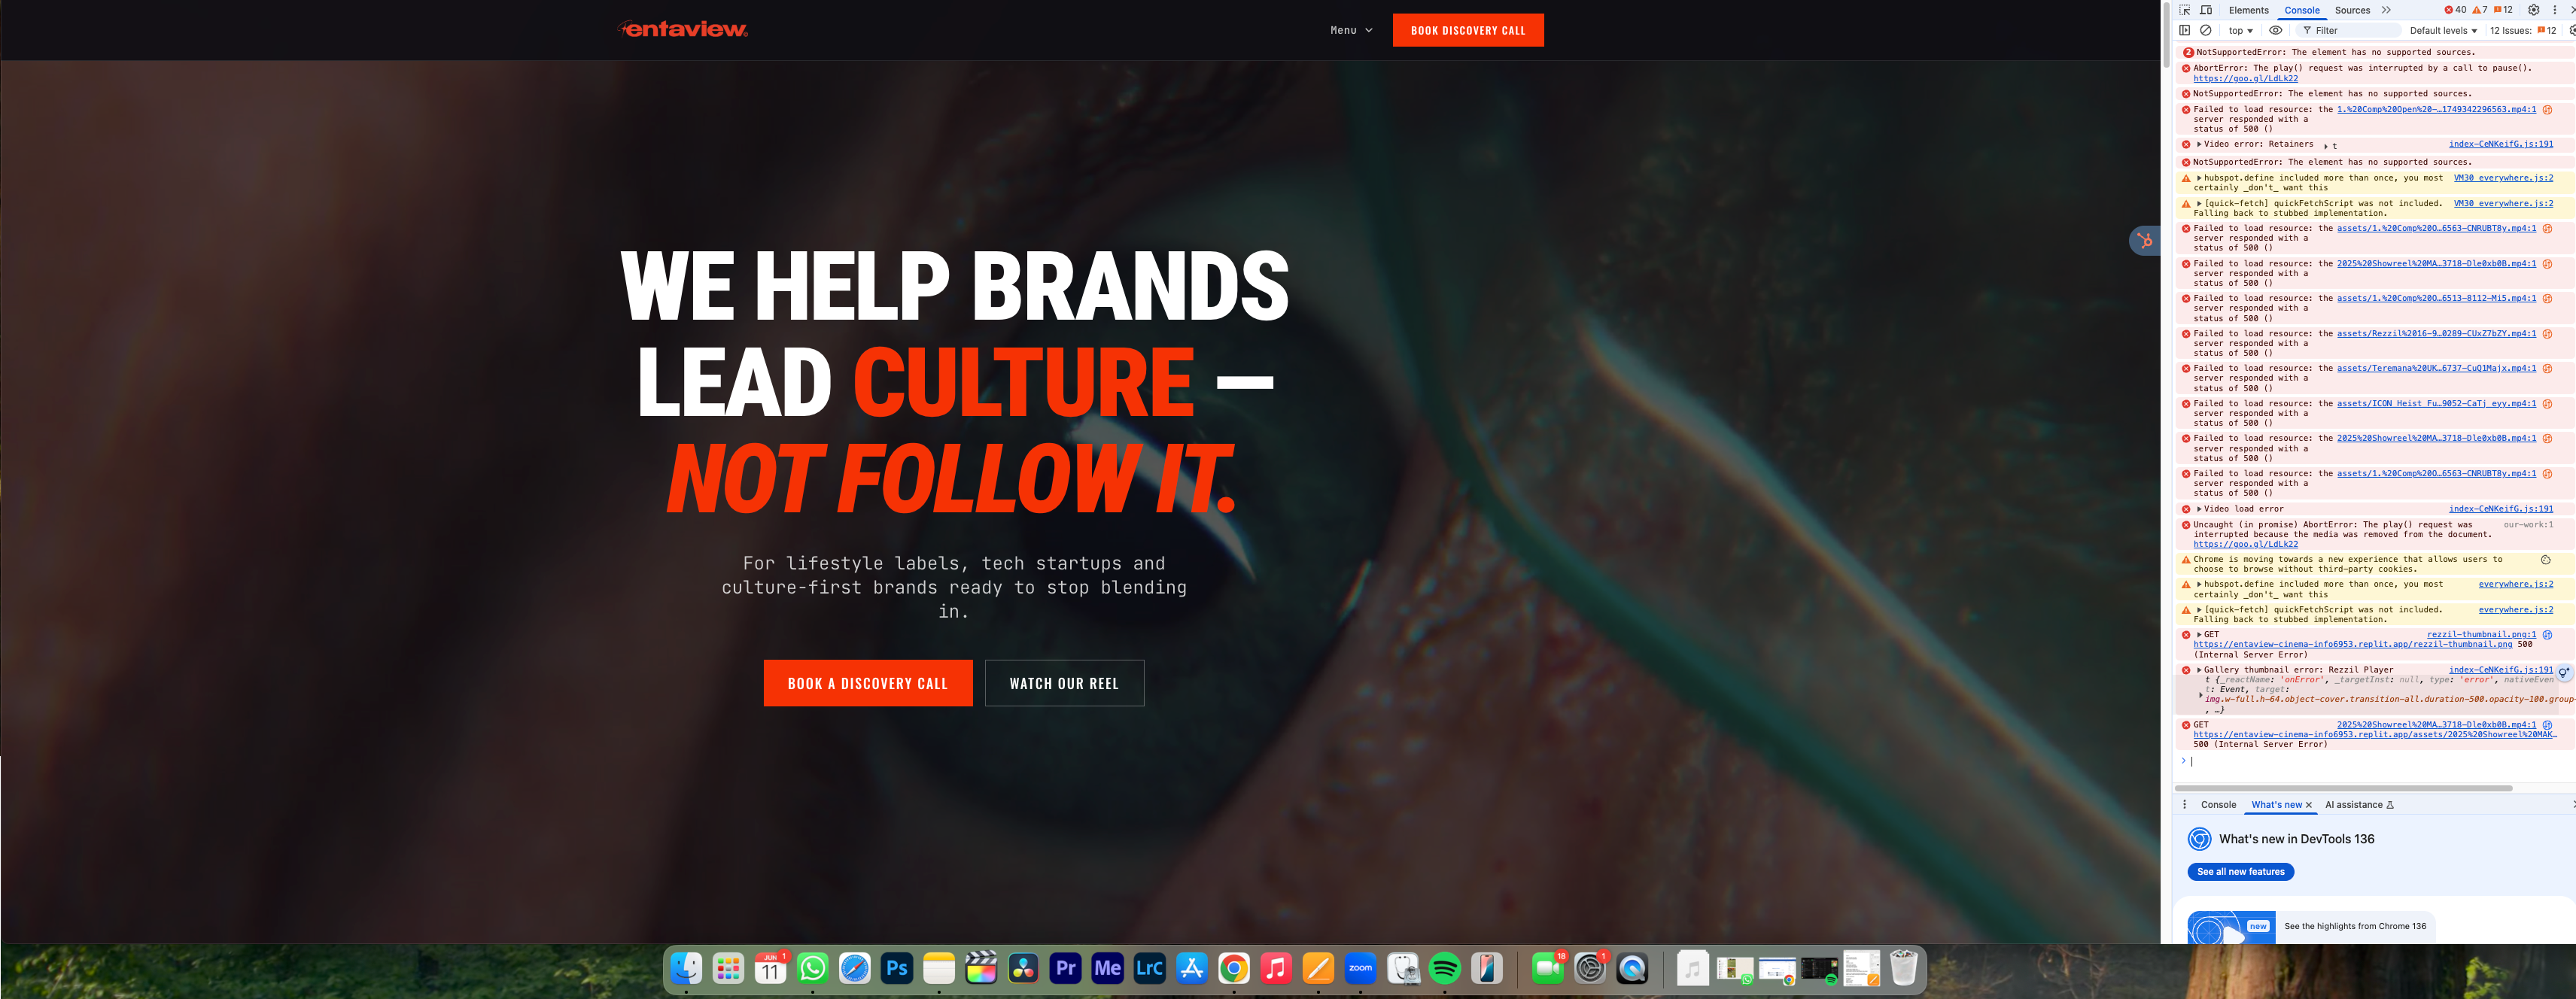 entaview
Menu
BOOK DISCOVERY CALL
WE HELP BRANDS
LEAD CULTURE —
NOT FOLLOW IT.
For lifestyle labels, tech startups and
culture-first brands ready to stop blending
in.
BOOK A DISCOVERY CALL
WATCH OUR REEL
Elements
Console
Sources
40
7
12
top
Filter
Default levels
12 Issues:
12
2 NotSupportedError: The element has no supported sources.
AbortError: The play() request was interrupted by a call to pause().
https://goo.gl/LdLk22
NotSupportedError: The element has no supported sources.
Failed to load resource: the 1.%20Comp%20Open%20-…1749342296563.mp4:1
server responded with a
status of 500 ()
Video error: Retainers t index-CeNKeifG.js:191
NotSupportedError: The element has no supported sources.
hubspot.define included more than once, you most VM30 everywhere.js:2
certainly _don't_ want this
[quick-fetch] quickFetchScript was not included. VM30 everywhere.js:2
Falling back to stubbed implementation.
Failed to load resource: the assets/1.%20Comp%20O…6563-CNRUBT8y.mp4:1
server responded with a
status of 500 ()
Failed to load resource: the 2025%20Showreel%20MA…3718-Dle0xb0B.mp4:1
server responded with a
status of 500 ()
Failed to load resource: the assets/1.%20Comp%20O…6513-8112-Mi5.mp4:1
server responded with a
status of 500 ()
Failed to load resource: the assets/Rezzil%2016-9…0289-CUxZ7bZY.mp4:1
server responded with a
status of 500 ()
Failed to load resource: the assets/Teremana%20UK…6737-CuQ1Majx.mp4:1
server responded with a
status of 500 ()
Failed to load resource: the assets/ICON Heist Fu…9052-CaTj eyy.mp4:1
server responded with a
status of 500 ()
Failed to load resource: the 2025%20Showreel%20MA…3718-Dle0xb0B.mp4:1
server responded with a
status of 500 ()
Failed to load resource: the assets/1.%20Comp%20O…6563-CNRUBT8y.mp4:1
server responded with a
status of 500 ()
Video load error index-CeNKeifG.js:191
Uncaught (in promise) AbortError: The play() request was our-work:1
interrupted because the media was removed from the document.
https://goo.gl/LdLk22
Chrome is moving towards a new experience that allows users to
choose to browse without third-party cookies.
hubspot.define included more than once, you most everywhere.js:2
certainly _don't_ want this
[quick-fetch] quickFetchScript was not included. everywhere.js:2
Falling back to stubbed implementation.
GET rezzil-thumbnail.png:1
https://entaview-cinema-info6953.replit.app/rezzil-thumbnail.png 500
(Internal Server Error)
Gallery thumbnail error: Rezzil Player index-CeNKeifG.js:191
t {_reactName: 'onError', _targetInst: null, type: 'error', nativeEven
t: Event, target:
img.w-full.h-64.object-cover.transition-all.duration-500.opacity-100.group-
, …}
GET 2025%20Showreel%20MA…3718-Dle0xb0B.mp4:1
https://entaview-cinema-info6953.replit.app/assets/2025%20Showreel%20MAK…
500 (Internal Server Error)
Console
What's new
AI assistance
What's new in DevTools 136
See all new features
new
See the highlights from Chrome 136
JUN
11
1
Ps
Pr
Me
LrC
zoom
18
1